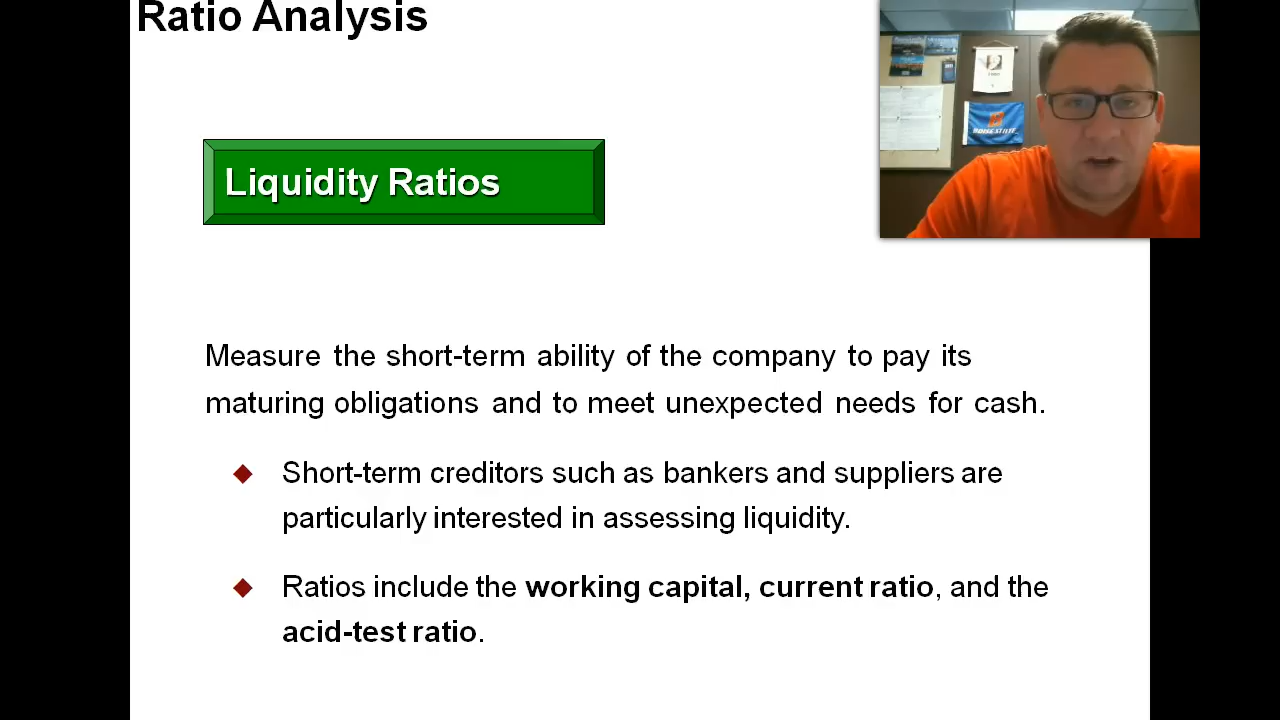 Ratio Analysis
Liquidity Ratios
BOISE STATE
Measure the short-term ability of the company to pay its
maturing obligations and to meet unexpected needs for cash.
Short-term creditors such as bankers and suppliers are
particularly interested in assessing liquidity.
Ratios include the working capital, current ratio, and the
acid-test ratio.